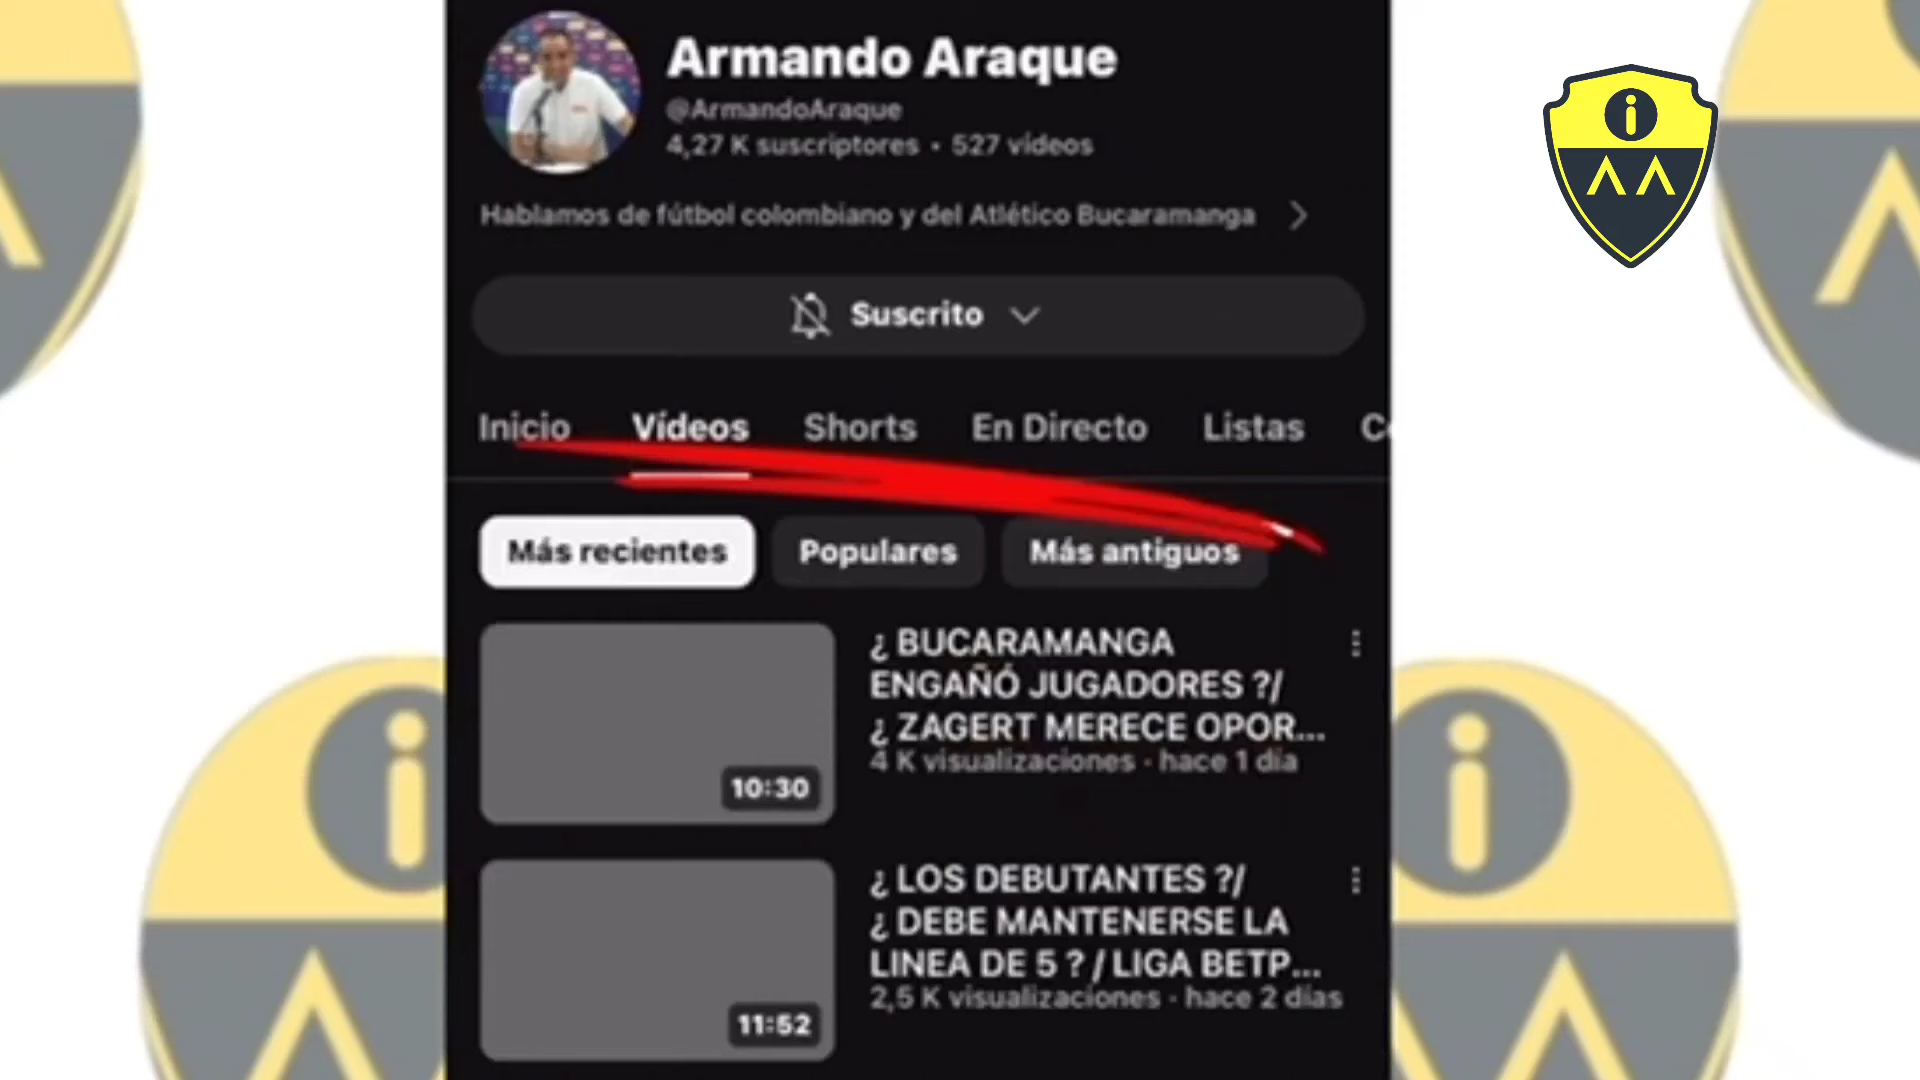 Armando Araque
@ArmandoAraque
4,27 K suscriptores • 527 vídeos
Hablamos de fútbol colombiano y del Atlético Bucaramanga
Suscrito
Inicio Vídeos Shorts En Directo Listas
Más recientes Populares Más antiguos
¿ BUCARAMANGA
ENGAÑÓ JUGADORES ?/
¿ ZAGERT MERECE OPOR...
4 K visualizaciones · hace 1 día
10:30
¿ LOS DEBUTANTES ?/
¿ DEBE MANTENERSE LA
LINEA DE 5 ? / LIGA BETP...
2,5 K visualizaciones · hace 2 días
11:52